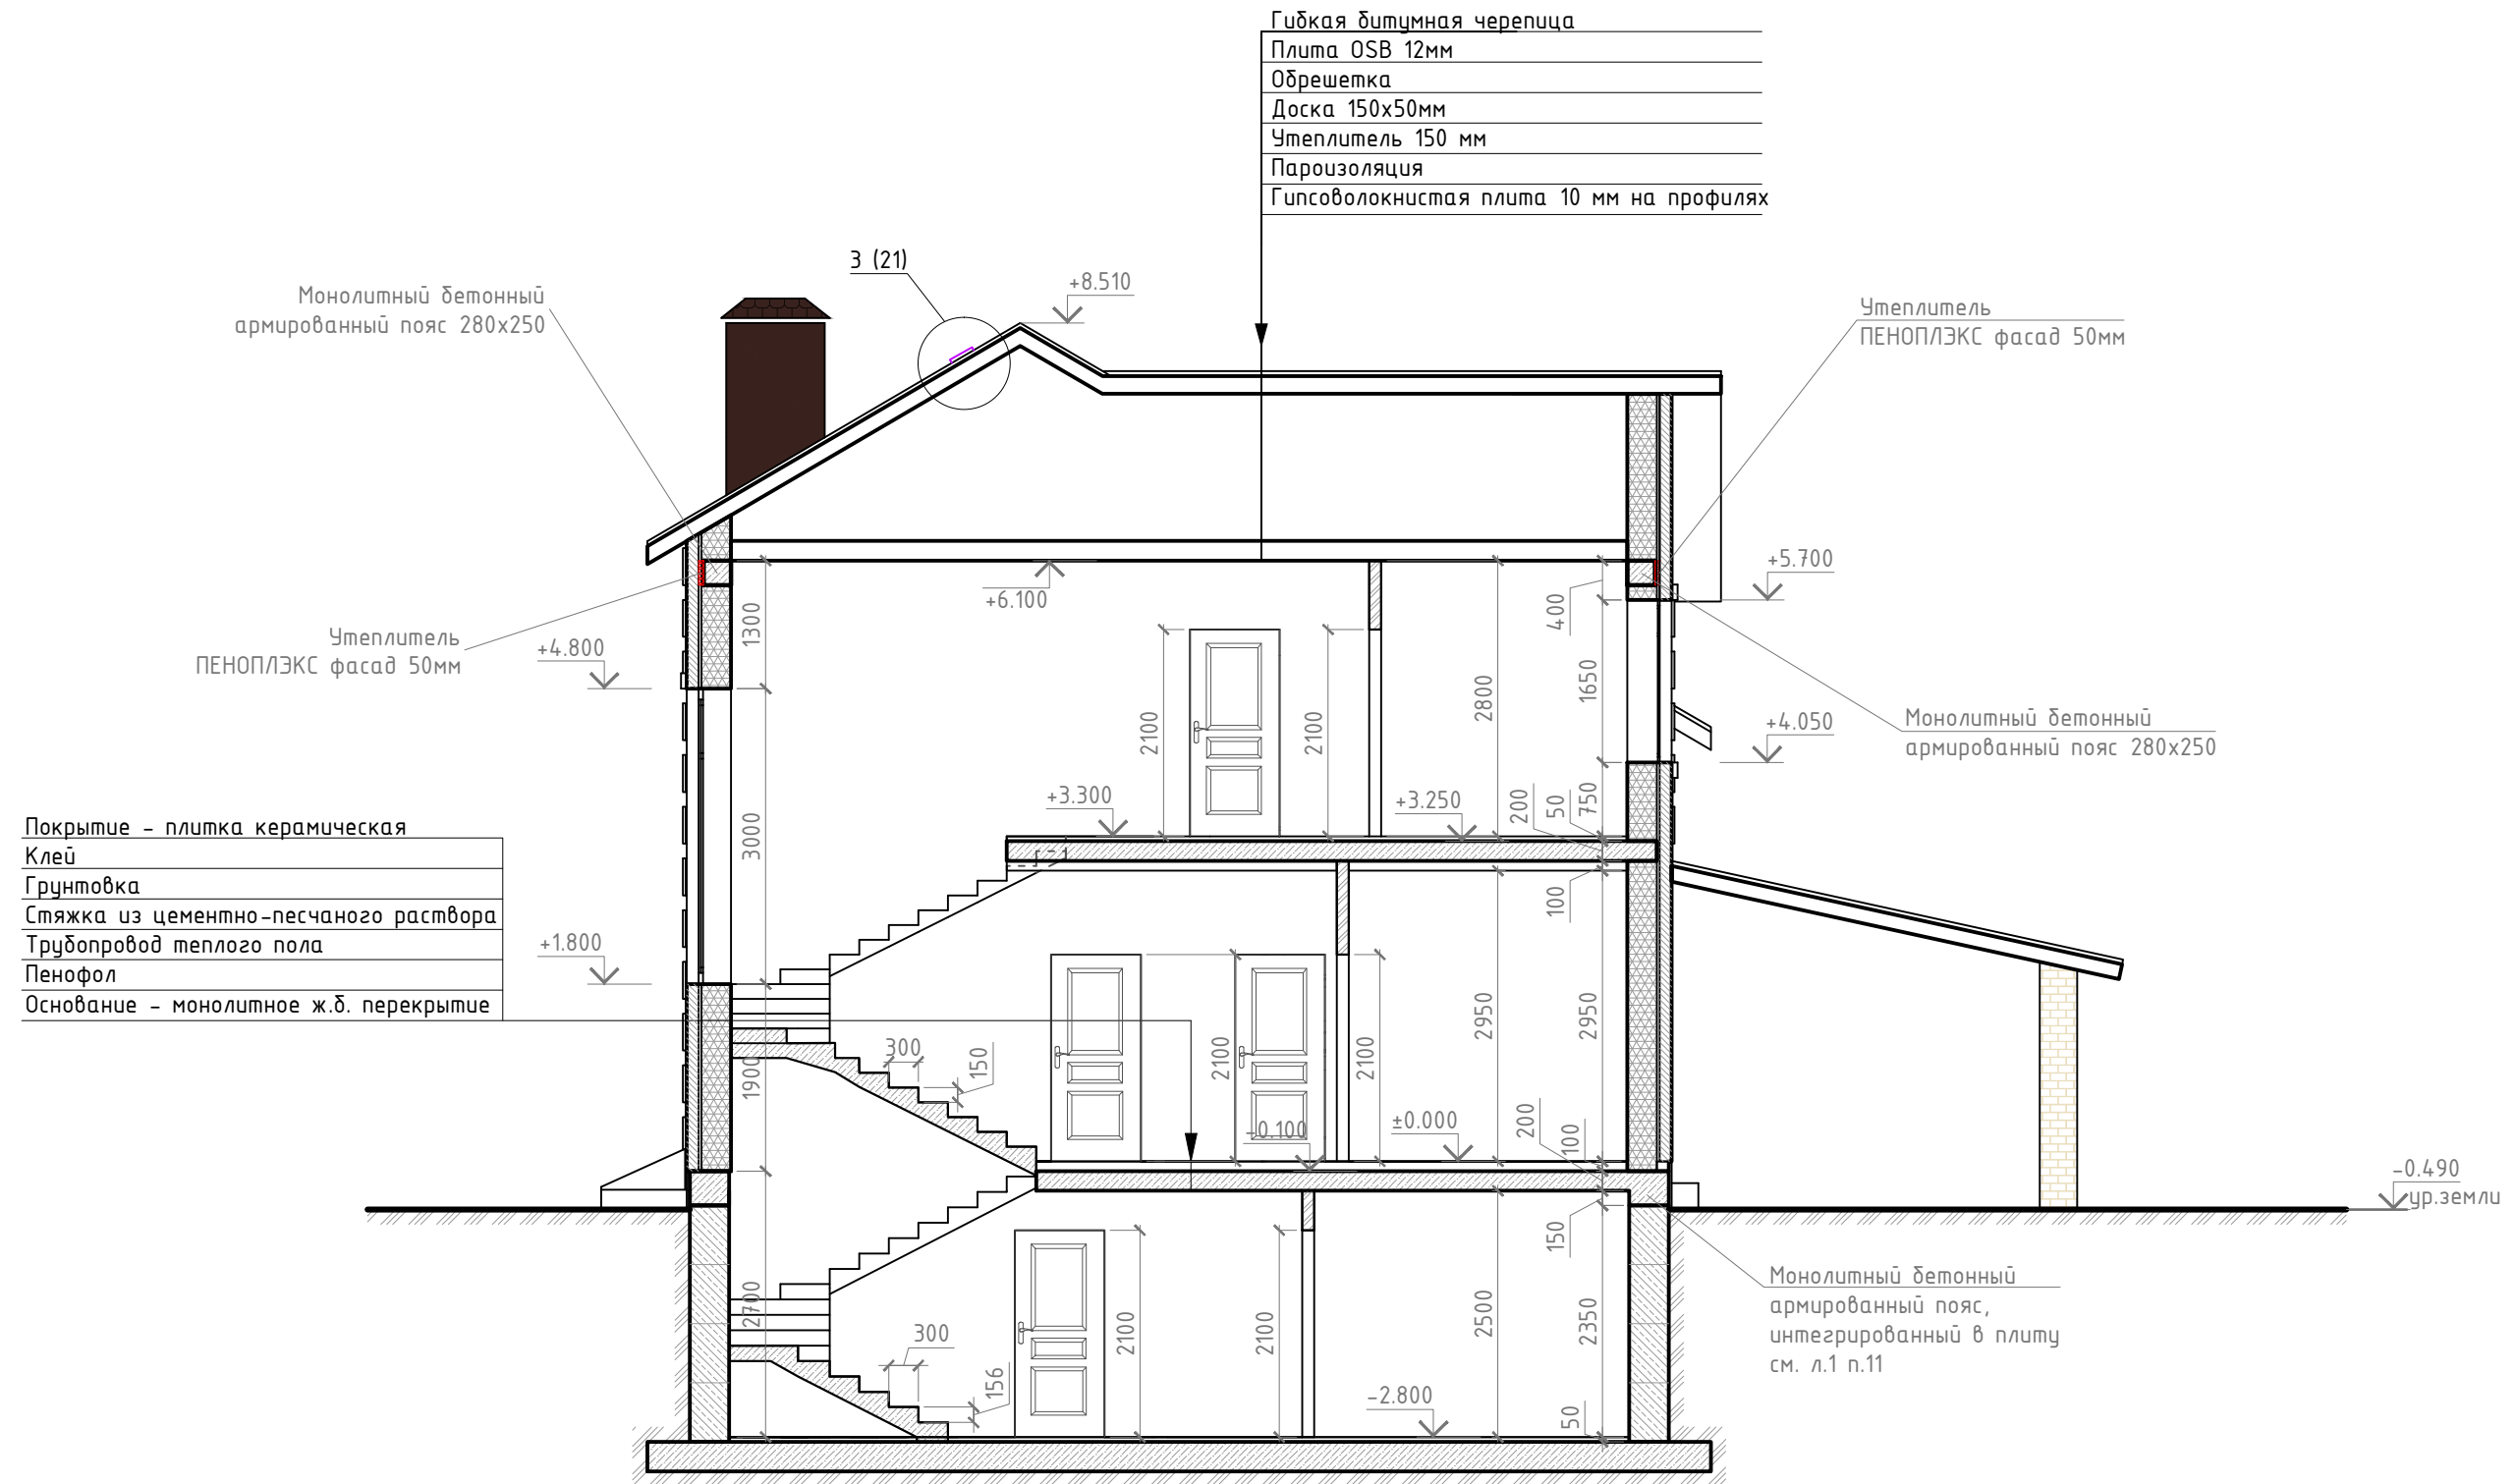 Гибкая битумная черепица
Плита OSB 12мм
Обрешетка
Доска 150х50мм
Утеплитель 150 мм
Пароизоляция
Гипсоволокнистая плита 10 мм на профилях
3 (21)
+8.510
Монолитный бетонный
армированный пояс 280х250
Утеплитель
ПЕНОПЛЭКС фасад 50мм
+5.700
+6.100
1300
400
Утеплитель
ПЕНОПЛЭКС фасад 50мм
+4.800
1650
2800
2100
2100
+4.050
Монолитный бетонный
армированный пояс 280х250
+3.300
+3.250
200
50
750
3000
Покрытие - плитка керамическая
Клей
Грунтовка
Стяжка из цементно-песчаного раствора
Трубопровод теплого пола
Пенофол
Основание - монолитное ж.б. перекрытие
+1.800
100
2950
2950
300
150
1900
2100
2100
-0.100
±0.000
200
100
-0.490
ур.земли
150
Монолитный бетонный
армированный пояс,
интегрированный в плиту
см. л.1 п.11
2700
300
156
2100
2100
2500
2350
-2.800
50